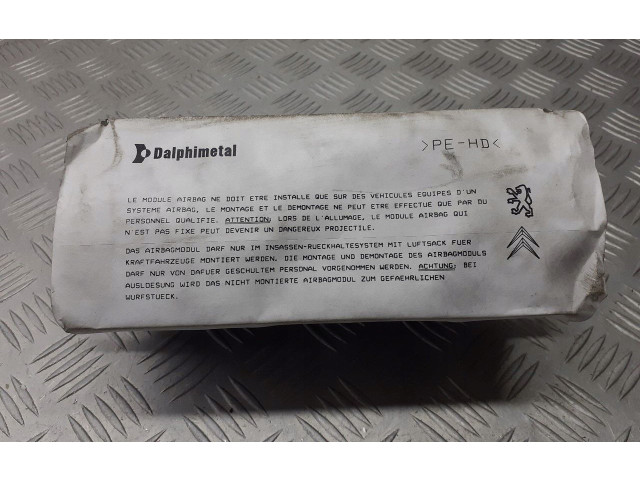 Dalphimetal
>PE-HD<
LE MODULE AIRBAG NE DOIT ETRE INSTALLE QUE SUR DES VEHICULES EQUIPES D'UN
SYSTEME AIRBAG, LE MONTAGE ET LE DEMONTAGE NE PEUT ETRE EFFECTUE QUE PAR DU
PERSONNEL QUALIFIE. ATTENTION: LORS DE L'ALLUMAGE, LE MODULE AIRBAG QUI
N'EST PAS FIXE PEUT DEVENIR UN DANGEREUX PROJECTILE.
DAS AIRBAGMODUL DARF NUR IM INSASSEN-RUECKHALTESYSTEM MIT LUFTSACK FUER
KRAFTFAHRZEUGE MONTIERT WERDEN. DIE MONTAGE UND DEMONTAGE DES AIRBAGMODULS
DARF NUR VON DAFUER GESCHULTEM PERSONAL VORGENOMMEN WERDEN. ACHTUNG: BEI
AUSLOESUNG WIRD DAS NICHT MONTIERTE AIRBAGMODUL ZUM GEFAEHRLICHEN
WURFSTUECK.